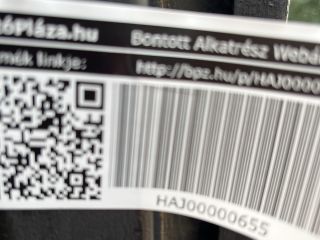 óPláza.hu Bontott Alkatrész Webá
mék linkje: http://bpz.hu/p/HAJ0000
HAJ00000655